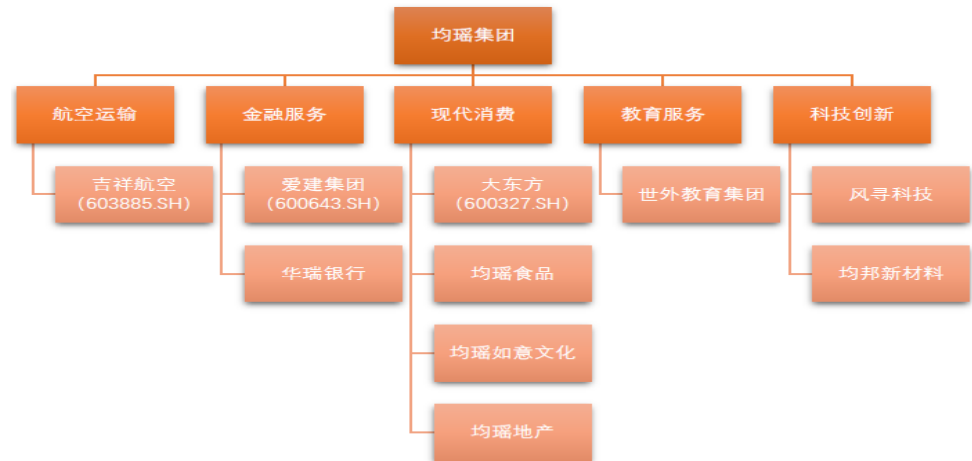 均瑶集团
航空运输
金融服务
现代消费
教育服务
科技创新
吉祥航空
（603885.SH）
爱建集团
（600643.SH）
大东方
（600327.SH）
世外教育集团
风寻科技
华瑞银行
均瑶食品
均邦新材料
均瑶如意文化
均瑶地产